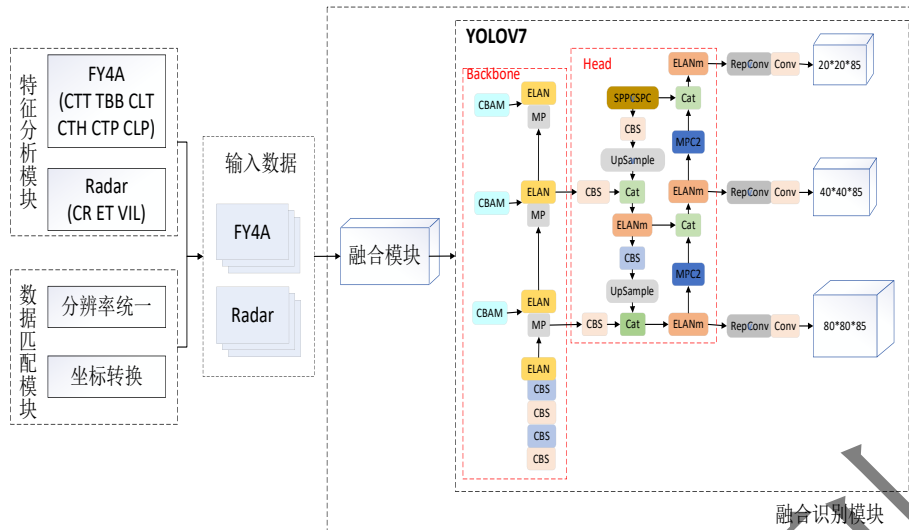 特征分析模块
FY4A
(CTT TBB CLT
CTH CTP CLP)
Radar
(CR ET VIL)
数据匹配模块
分辨率统一
坐标转换
输入数据
FY4A
Radar
融合模块
YOLOV7
Backbone
CBAM
ELAN
MP
CBAM
ELAN
MP
CBAM
ELAN
MP
ELAN
CBS
CBS
CBS
CBS
Head
SPPCSPC
CBS
UpSample
CBS
Cat
ELANm
CBS
UpSample
CBS
Cat
ELANm
Cat
MPC2
ELANm
Cat
MPC2
ELANm
RepConv
Conv
20*20*85
RepConv
Conv
40*40*85
RepConv
Conv
80*80*85
融合识别模块